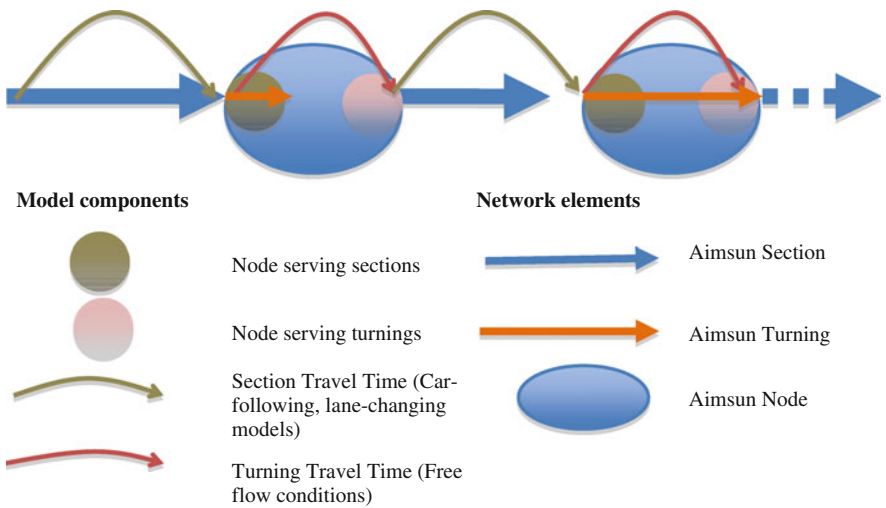 Model components
Node serving sections
Node serving turnings
Section Travel Time (Car-
following, lane-changing
models)
Turning Travel Time (Free
flow conditions)
Network elements
Aimsun Section
Aimsun Turning
Aimsun Node